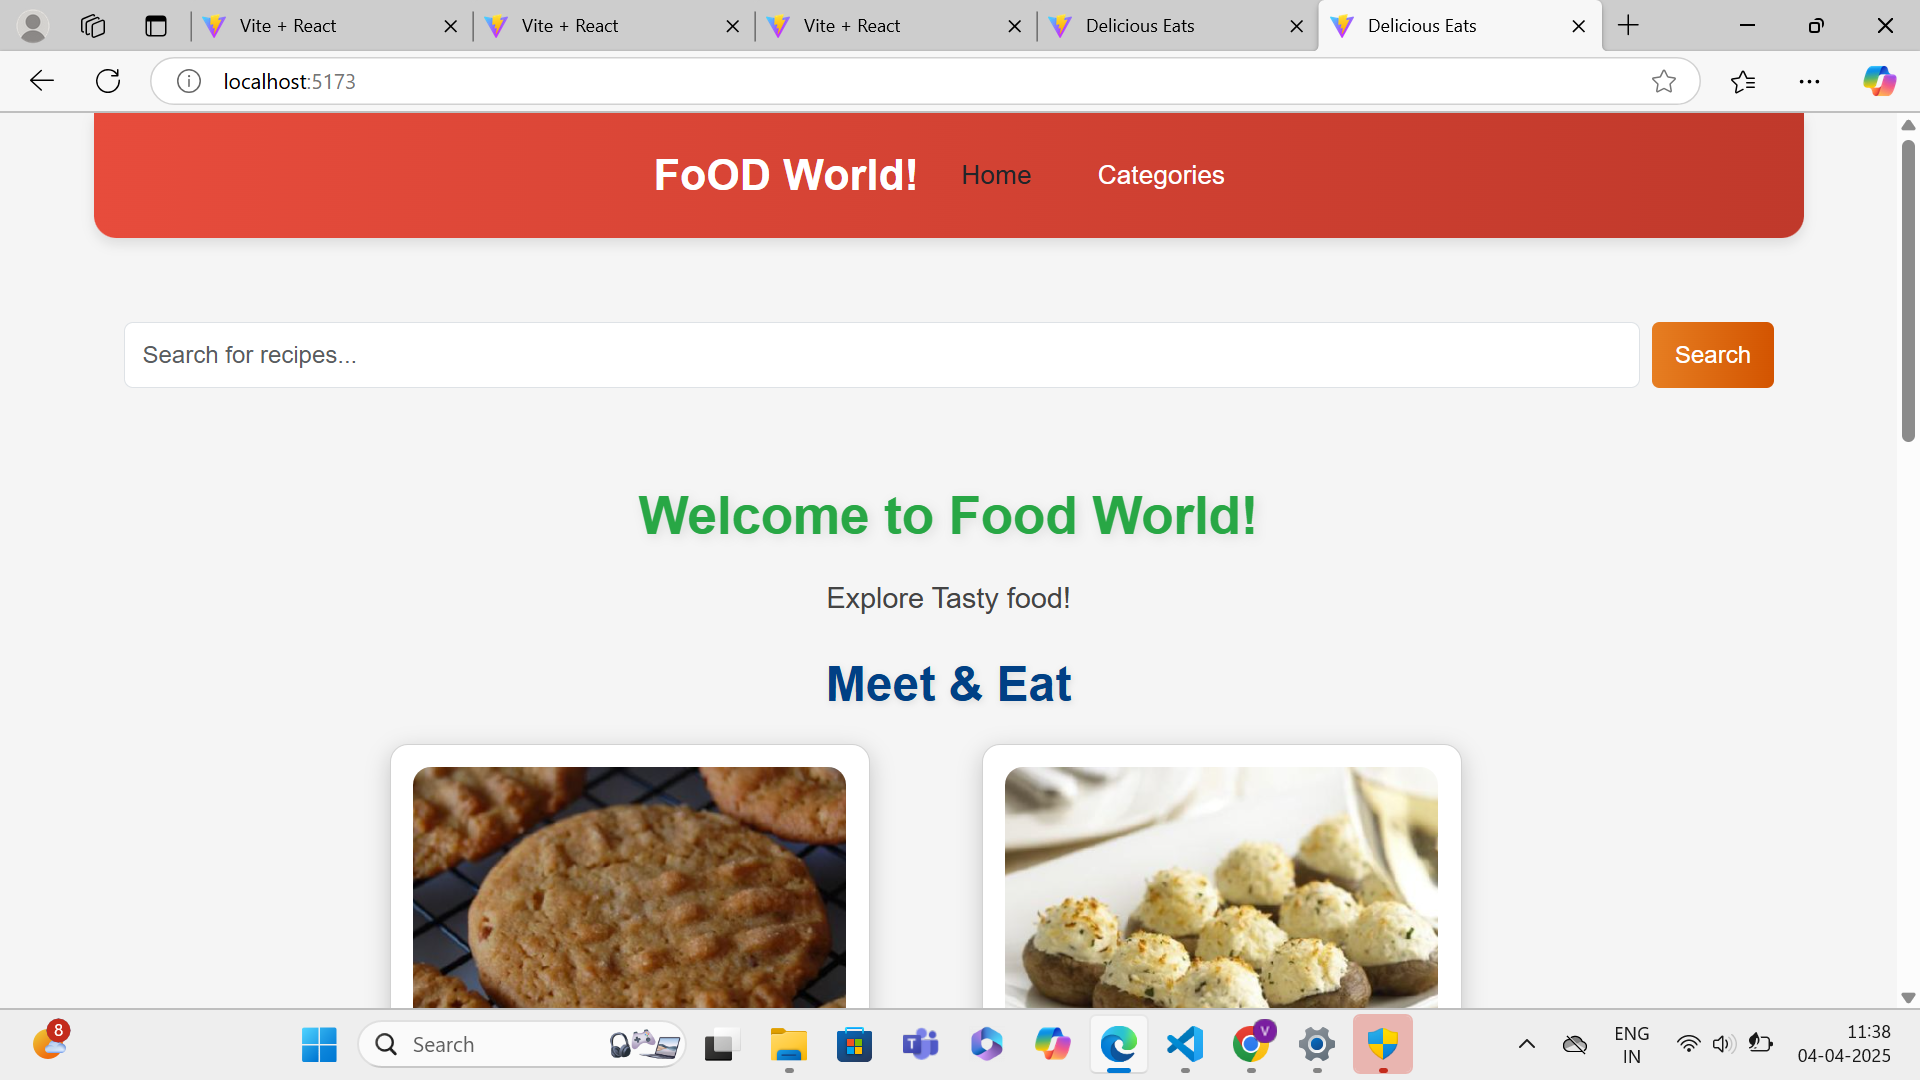 Vite + React
Vite + React
Vite + React
Delicious Eats
Delicious Eats
localhost:5173
FoOD World!
Home
Categories
Search for recipes...
Search
Welcome to Food World!
Explore Tasty food!
Meet & Eat
8
Search
T
V
ENG
IN
11:38
04-04-2025